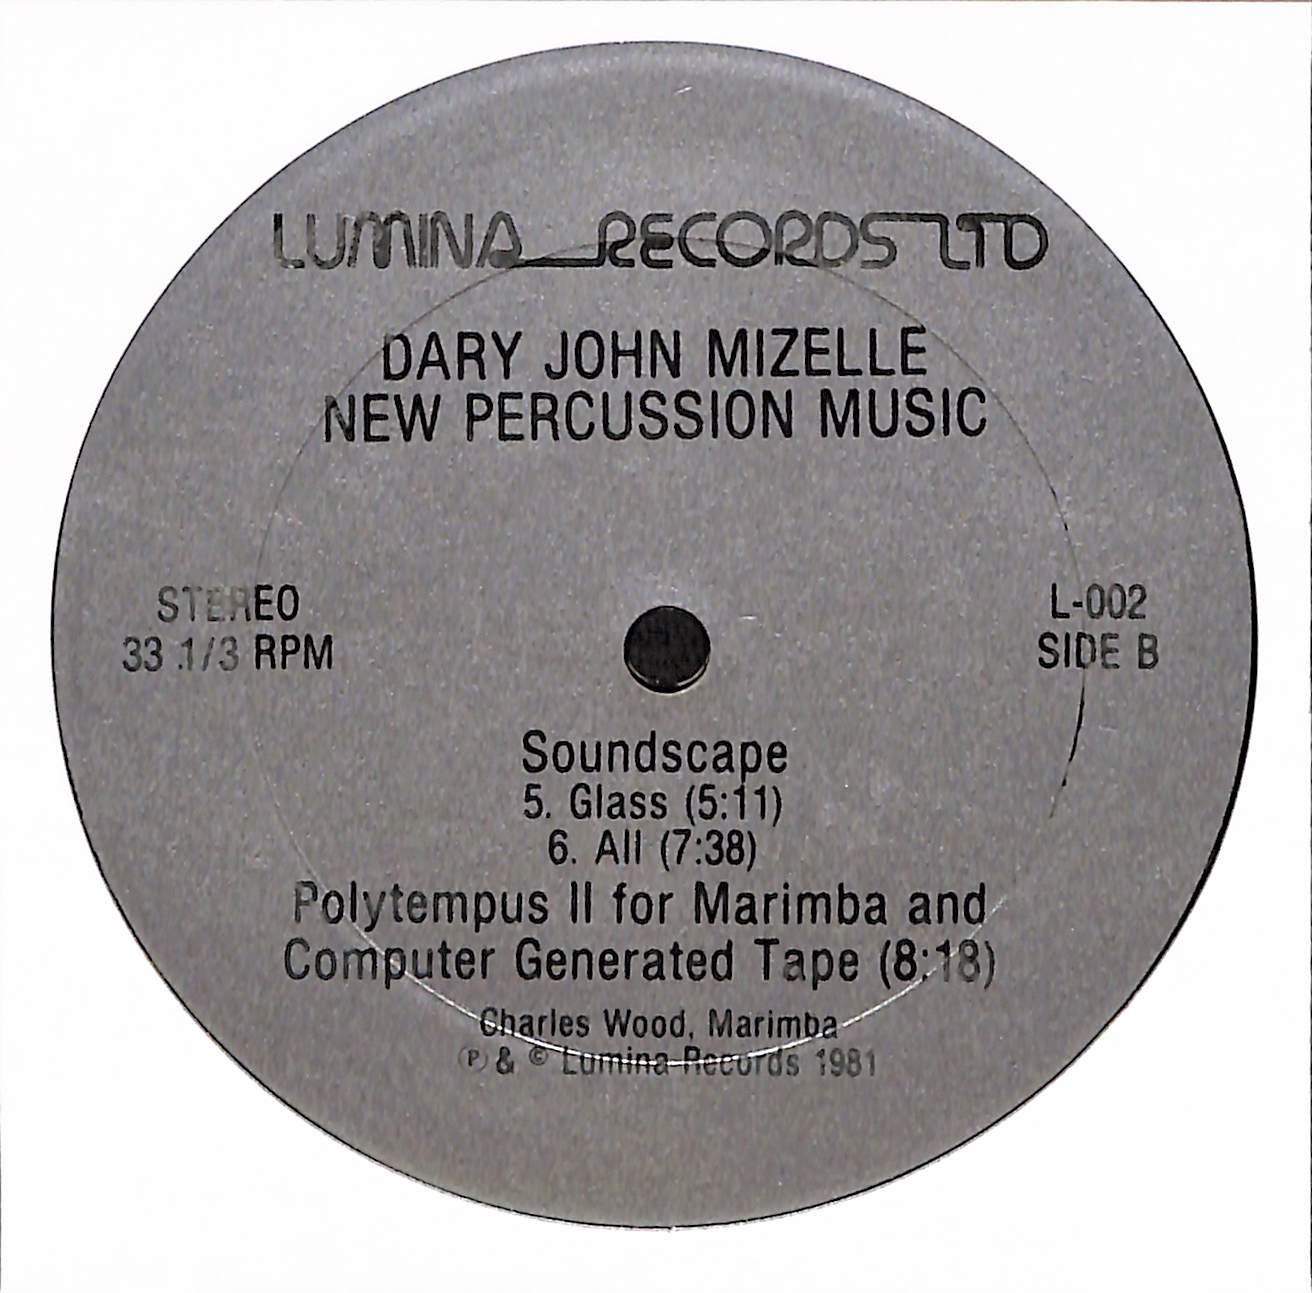 LUMINA RECORDS LTD
DARY JOHN MIZELLE
NEW PERCUSSION MUSIC
STEREO
33 1/3 RPM
L-002
SIDE B
Soundscape
5. Glass (5:11)
6. All (7:38)
Polytempus II for Marimba and
Computer Generated Tape (8:18)
Charles Wood, Marimba
℗ & © Lumina Records 1981